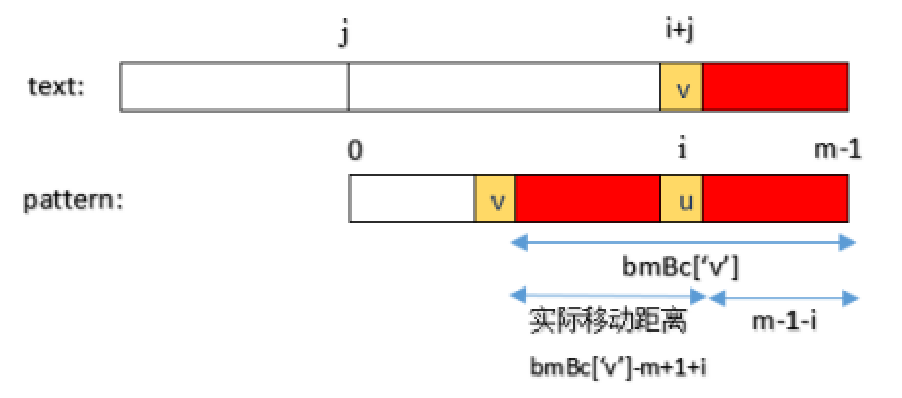 j i+j
text: v
0 i m-1
pattern: v u
bmBc[‘v’]
实际移动距离 m-1-i
bmBc[‘v’]-m+1+i